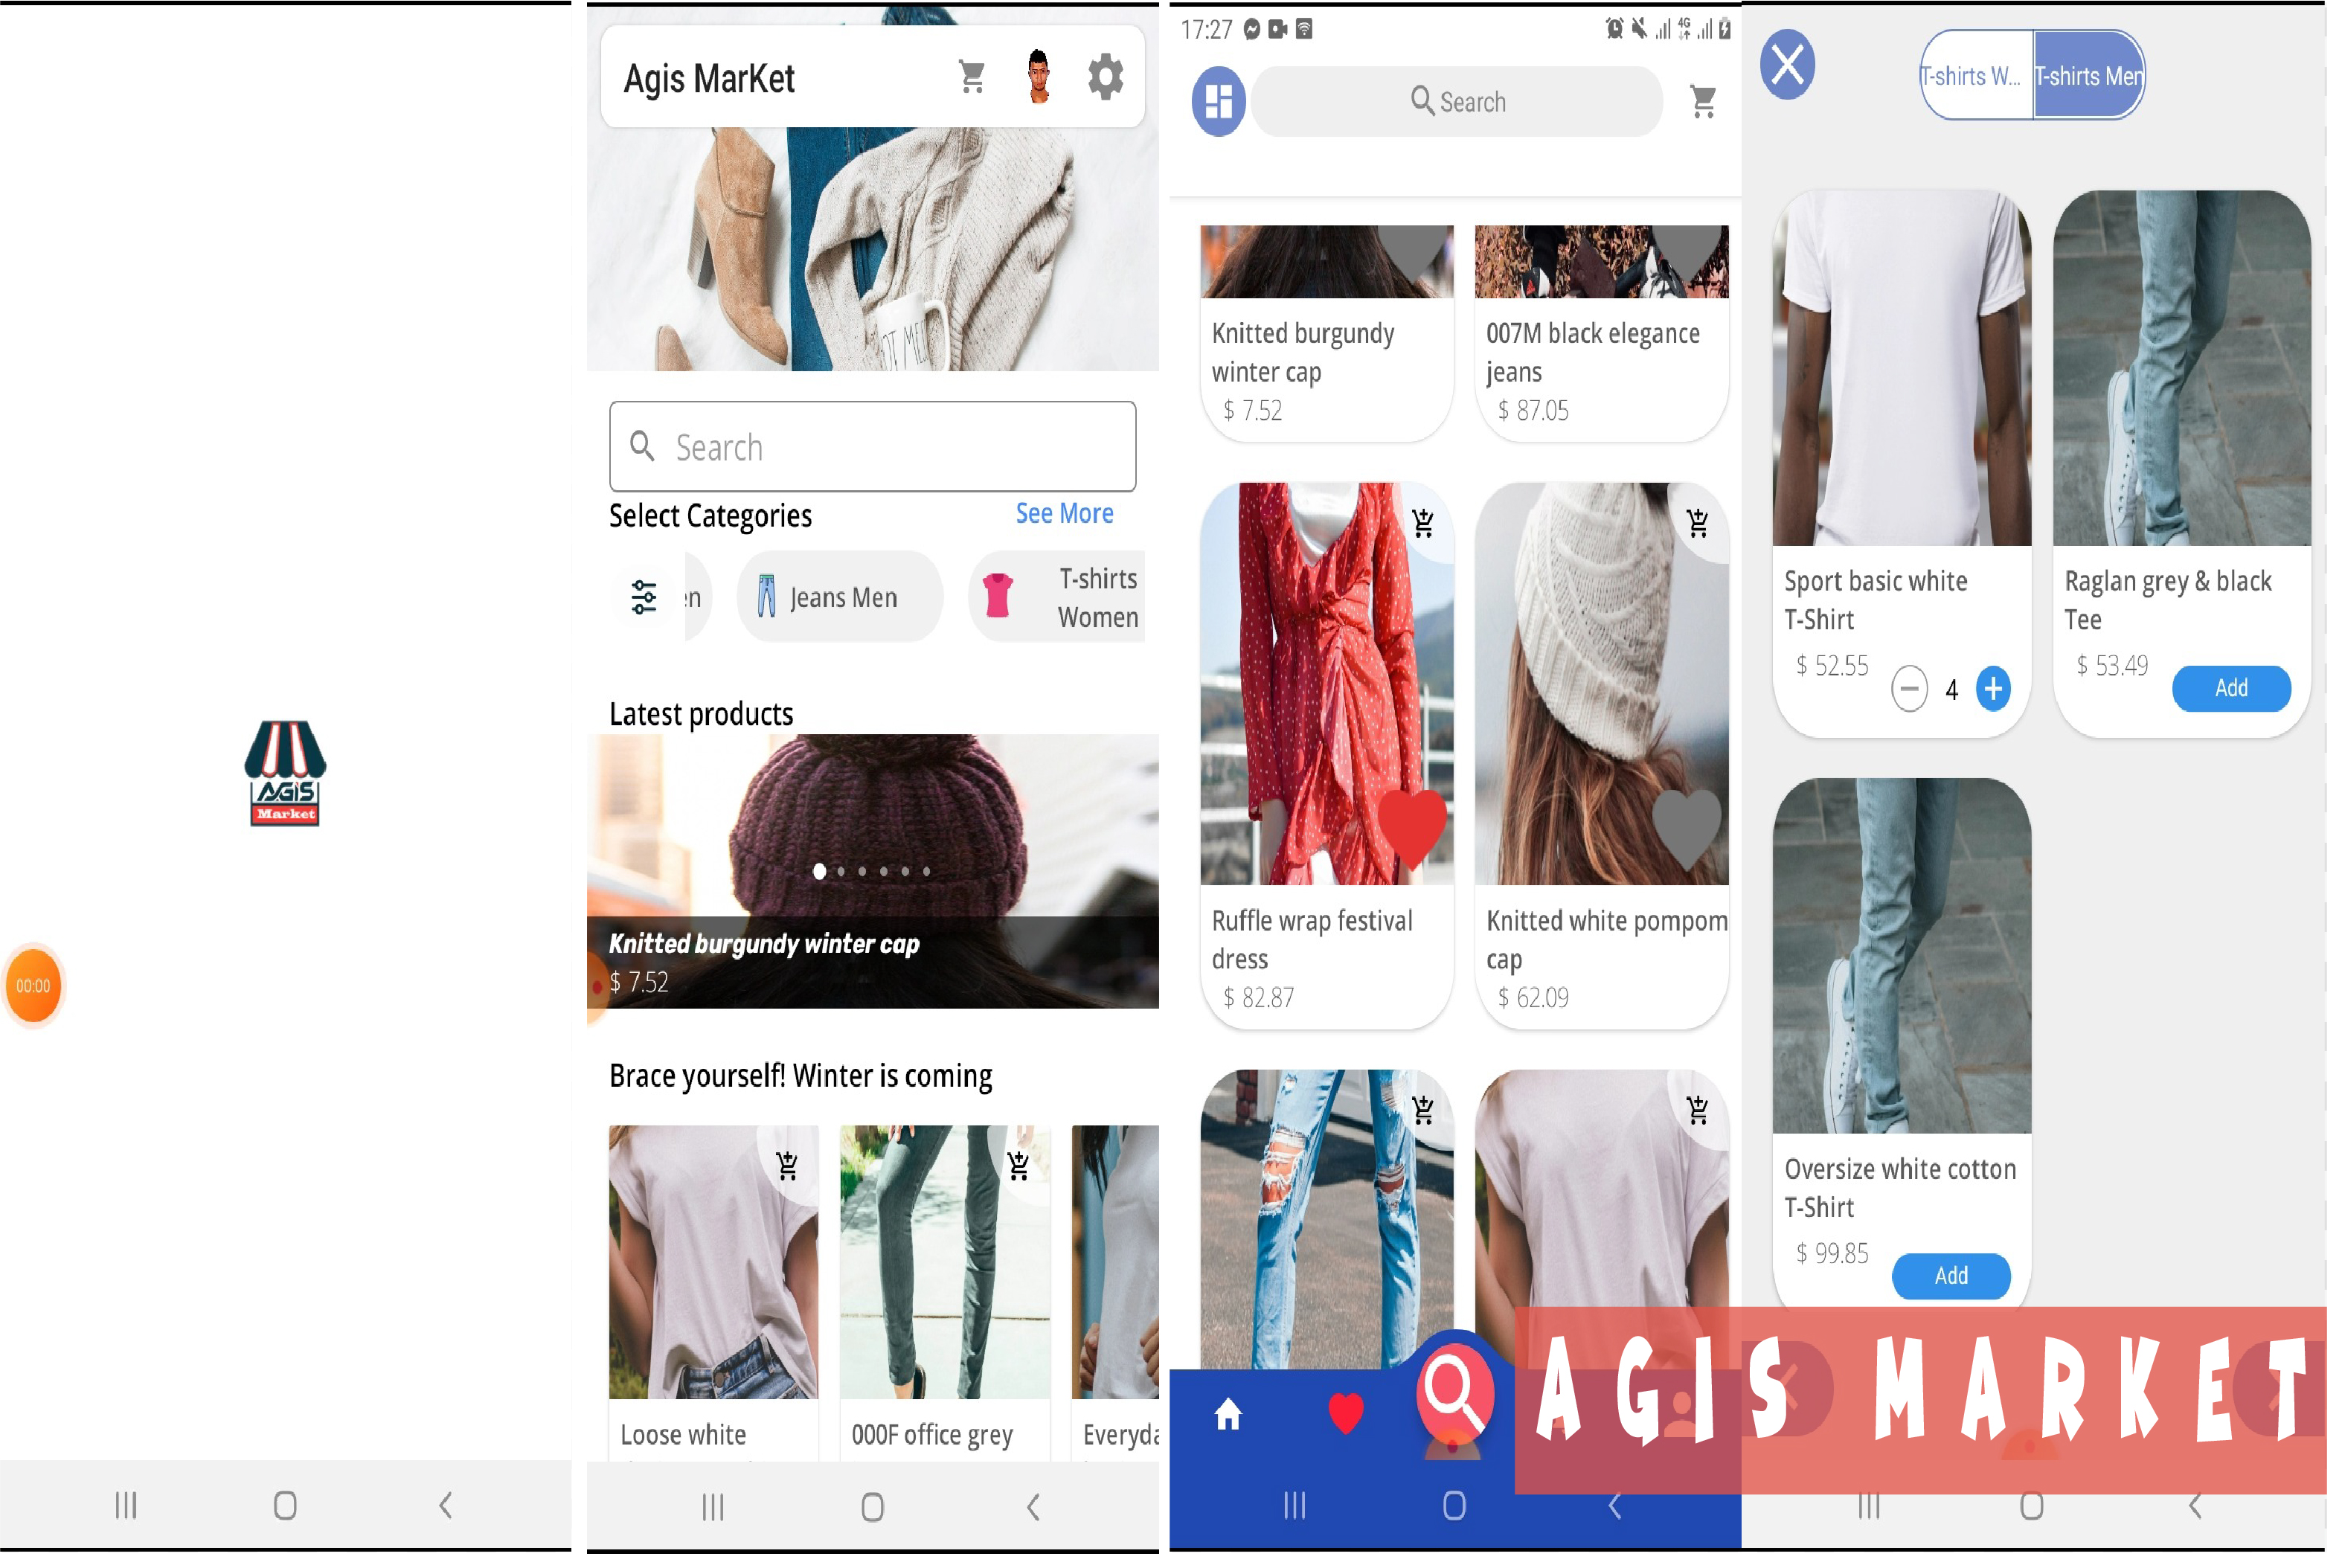 AGIS
Market
00:00
Agis MarKet
Search
Select Categories
See More
en
Jeans Men
T-shirts
Women
Latest products
Knitted burgundy winter cap
$ 7.52
Brace yourself! Winter is coming
Loose white
000F office grey
Everyda
17:27
4G
Search
Knitted burgundy
winter cap
$ 7.52
007M black elegance
jeans
$ 87.05
Ruffle wrap festival
dress
$ 82.87
Knitted white pompom
cap
$ 62.09
T-shirts W...
T-shirts Men
Sport basic white
T-Shirt
$ 52.55
4
Raglan grey & black
Tee
$ 53.49
Add
Oversize white cotton
T-Shirt
$ 99.85
Add
AGIS MARKET